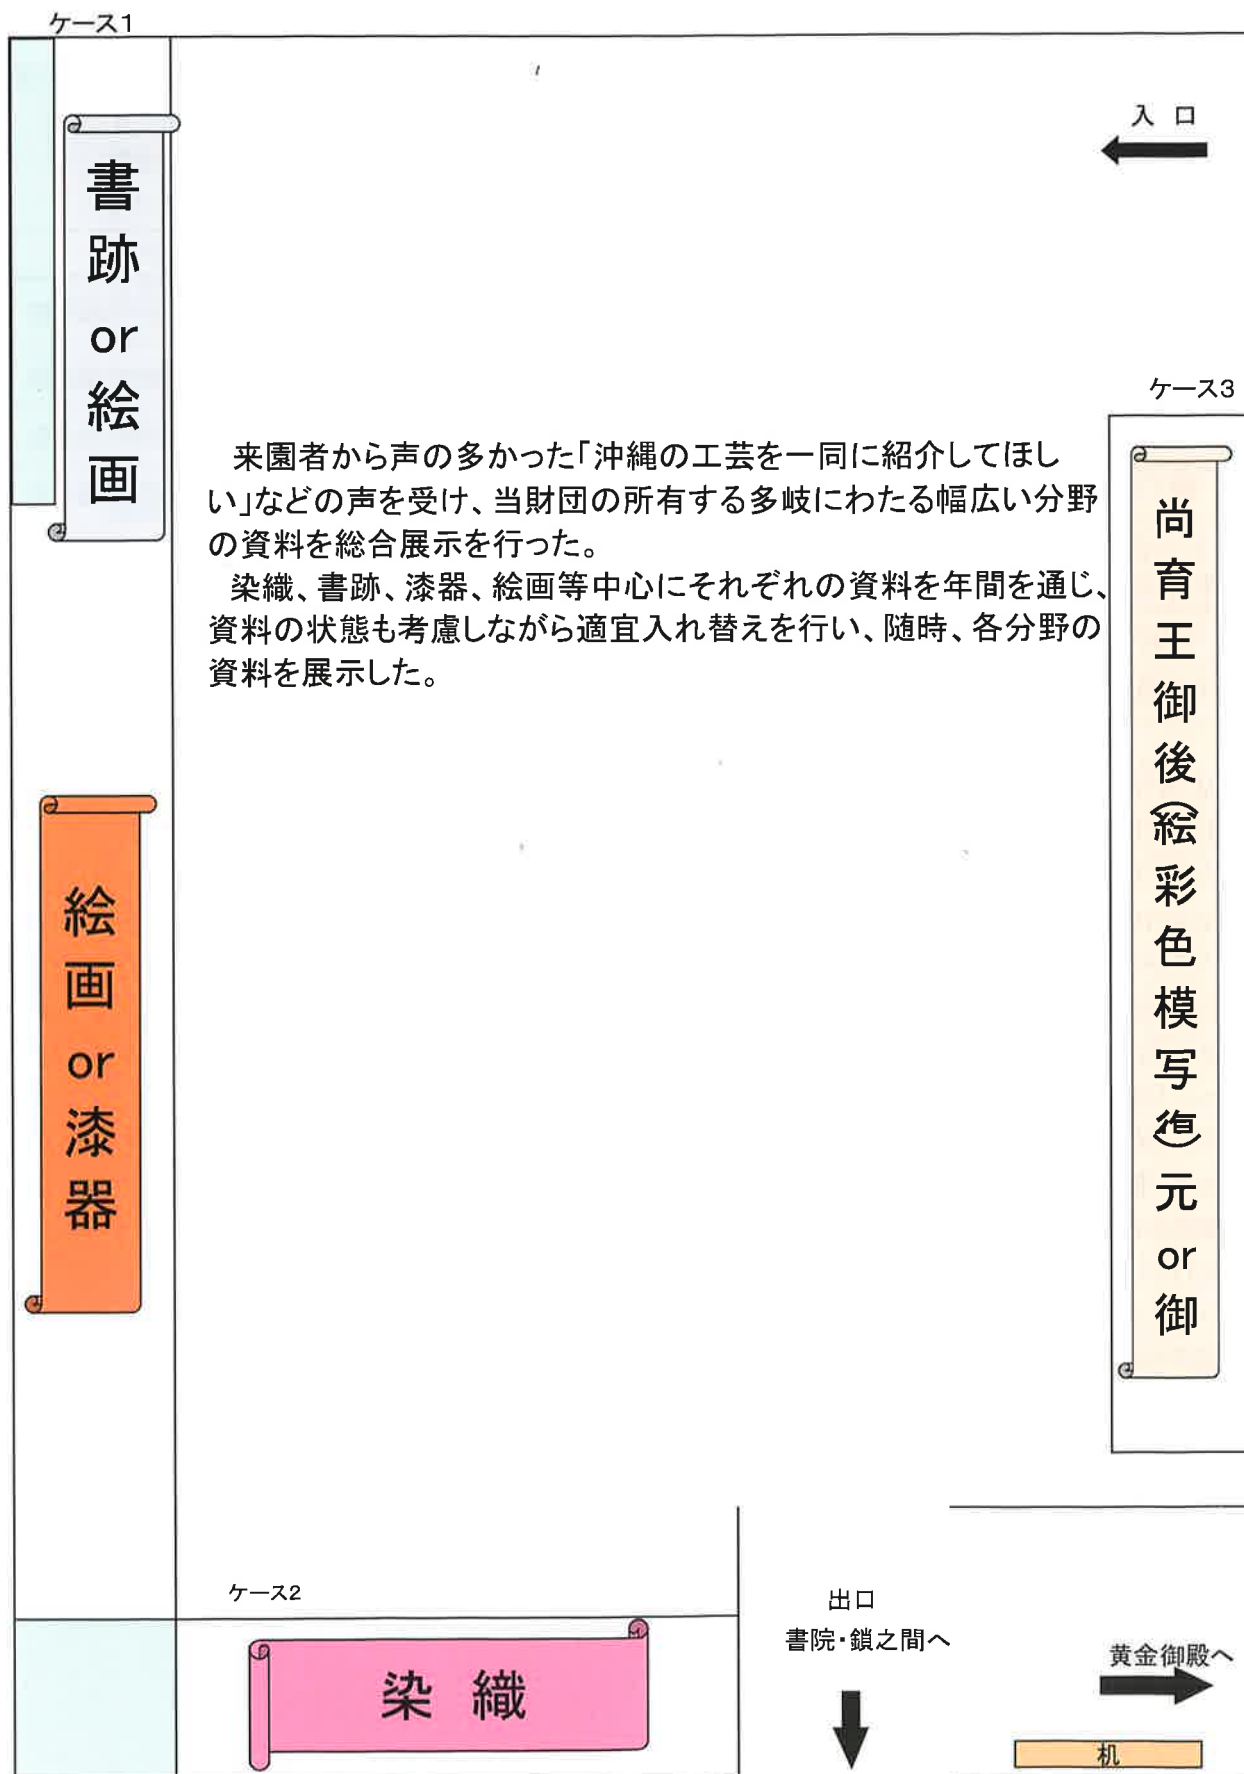 ケース1
入 口
書跡or絵画
ケース3
来園者から声の多かった「沖縄の工芸を一同に紹介してほし
い」などの声を受け、当財団の所有する多岐にわたる幅広い分野
の資料を総合展示を行った。
染織、書跡、漆器、絵画等中心にそれぞれの資料を年間を通じ、
資料の状態も考慮しながら適宜入れ替えを行い、随時、各分野の
資料を展示した。
尚育王御後(絵彩色模写復)元or御
絵画or漆器
ケース2
染 織
出口
書院・鎖之間へ
黄金御殿へ
机